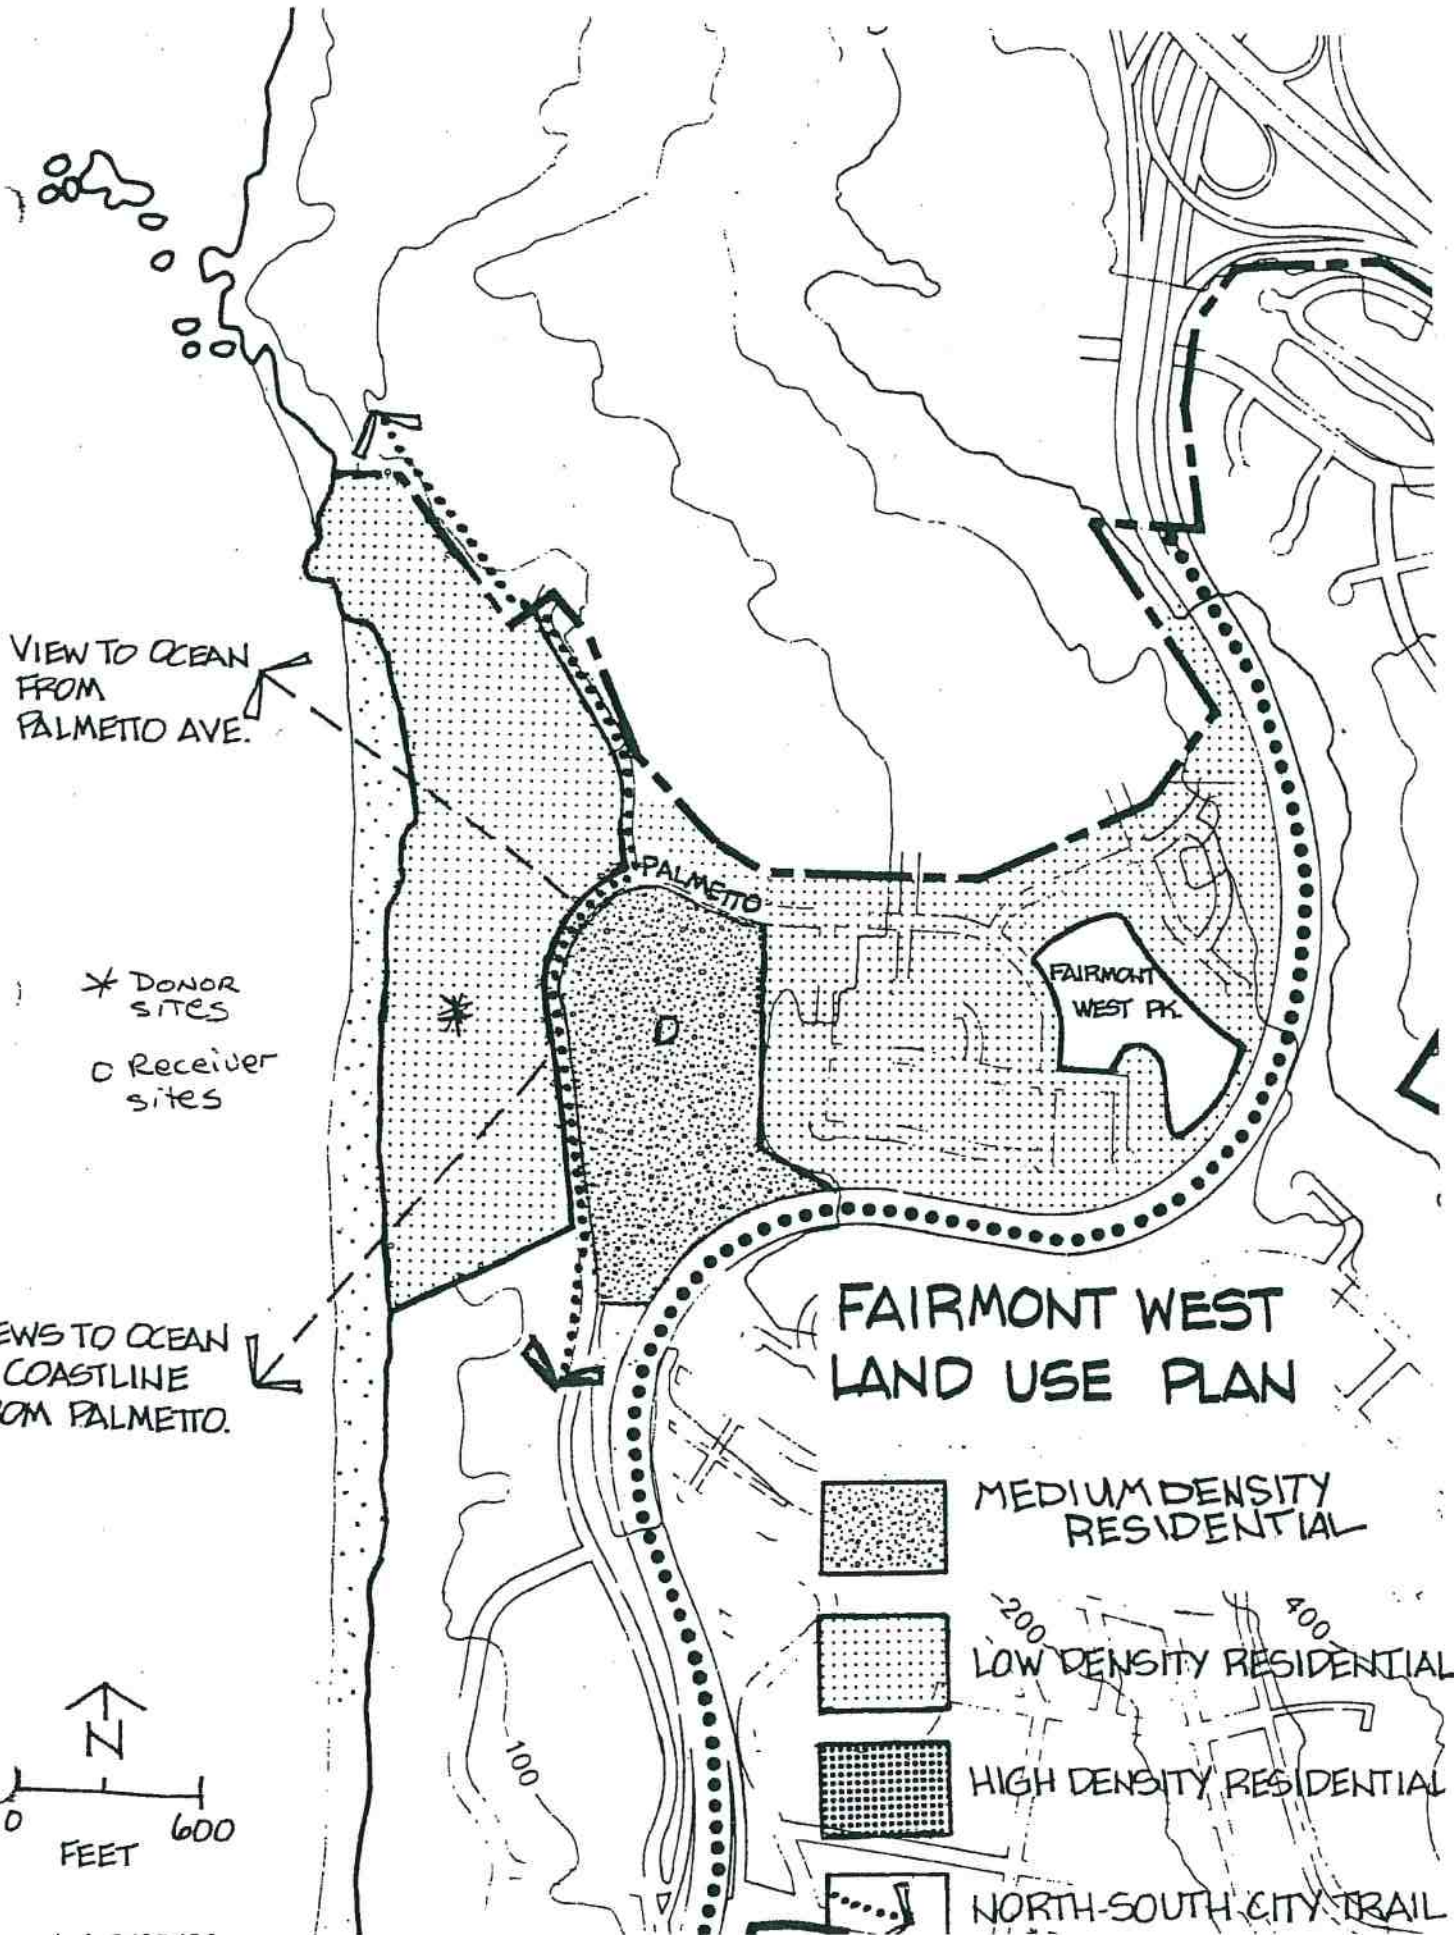 VIEW TO OCEAN
FROM
PALMETTO AVE.
PALMETTO
FAIRMONT
WEST PK.
* DONOR
SITES
D
O Receiver
sites
EWS TO OCEAN
COASTLINE
OM PALMETTO.
FAIRMONT WEST
LAND USE PLAN
MEDIUM DENSITY
RESIDENTIAL
200
400
LOW DENSITY RESIDENTIAL
N
100
HIGH DENSITY RESIDENTIAL
0 600
FEET
NORTH-SOUTH CITY TRAIL